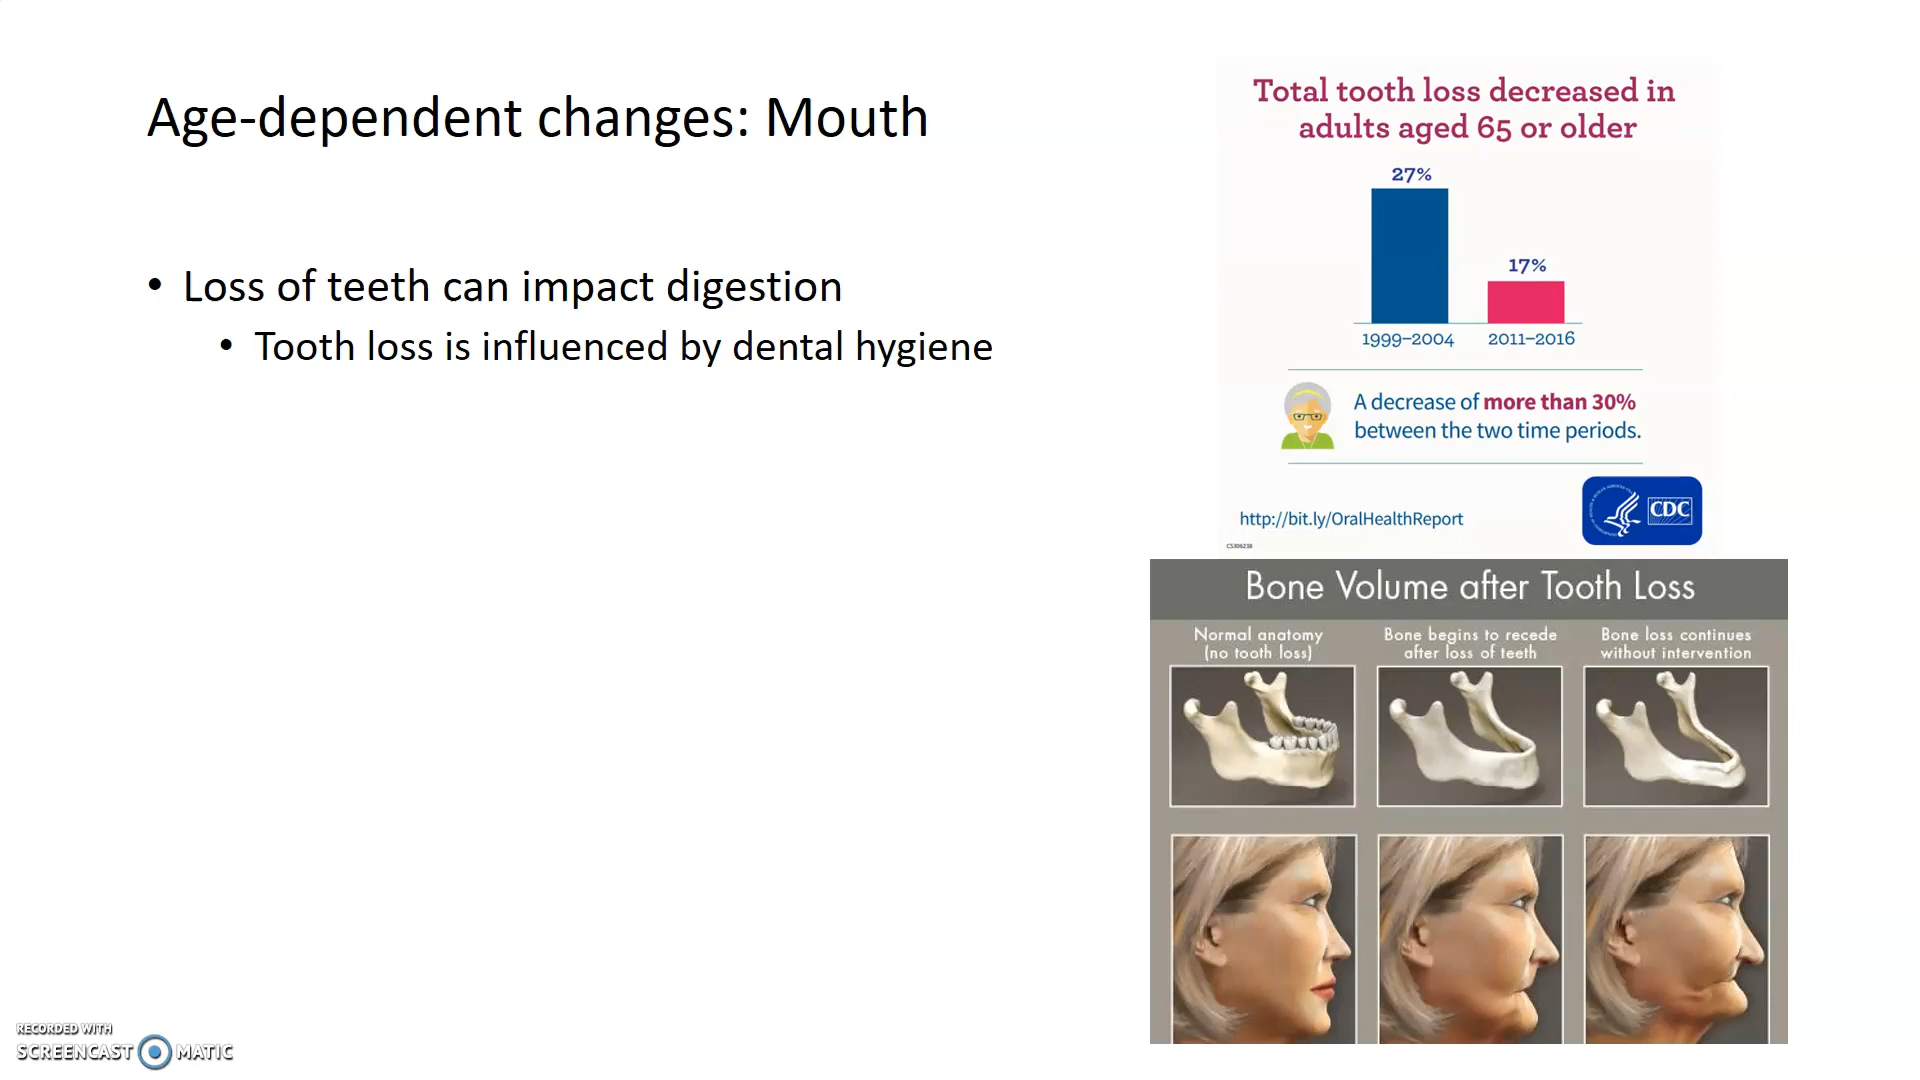 Age-dependent changes: Mouth
• Loss of teeth can impact digestion
• Tooth loss is influenced by dental hygiene
Total tooth loss decreased in
adults aged 65 or older
27%
17%
1999–2004
2011–2016
A decrease of more than 30%
between the two time periods.
http://bit.ly/OralHealthReport
CDC
CS306238
Bone Volume after Tooth Loss
Normal anatomy
(no tooth loss)
Bone begins to recede
after loss of teeth
Bone loss continues
without intervention
RECORDED WITH
SCREENCAST MATIC